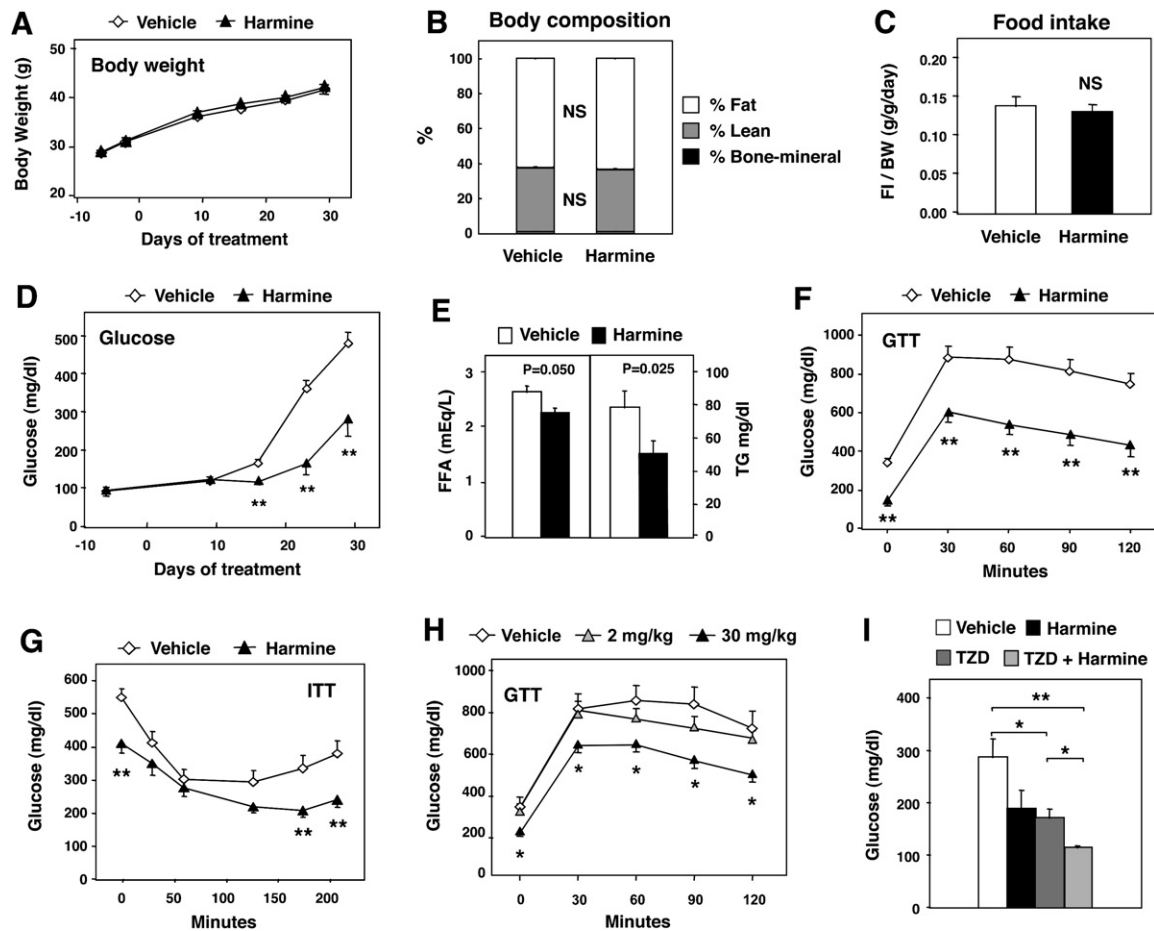 A
Vehicle Harmine
Body weight
Body Weight (g)
50
40
30
20
-10 0 10 20 30
Days of treatment
B
Body composition
%
100
80
60
40
20
0
NS
NS
Vehicle Harmine
% Fat
% Lean
% Bone-mineral
C
Food intake
FI / BW (g/g/day)
0.20
0.15
0.10
0.05
0.00
NS
Vehicle Harmine
D
Vehicle Harmine
Glucose
Glucose (mg/dl)
500
400
300
200
100
0
** ** **
-10 0 10 20 30
Days of treatment
E
Vehicle Harmine
P=0.050 P=0.025
FFA (mEq/L)
3
2
1
0
100
80
60
40
20
0
TG mg/dl
F
Vehicle Harmine
GTT
Glucose (mg/dl)
1000
800
600
400
200
0
** ** ** ** **
0 30 60 90 120
Minutes
G
Vehicle Harmine
ITT
Glucose (mg/dl)
600
500
400
300
200
100
0
** ** **
0 50 100 150 200
Minutes
H
Vehicle 2 mg/kg 30 mg/kg
GTT
Glucose (mg/dl)
1000
800
600
400
200
0
* * * * *
0 30 60 90 120
Minutes
I
Vehicle Harmine
TZD TZD + Harmine
Glucose (mg/dl)
400
300
200
100
0
**
*
*